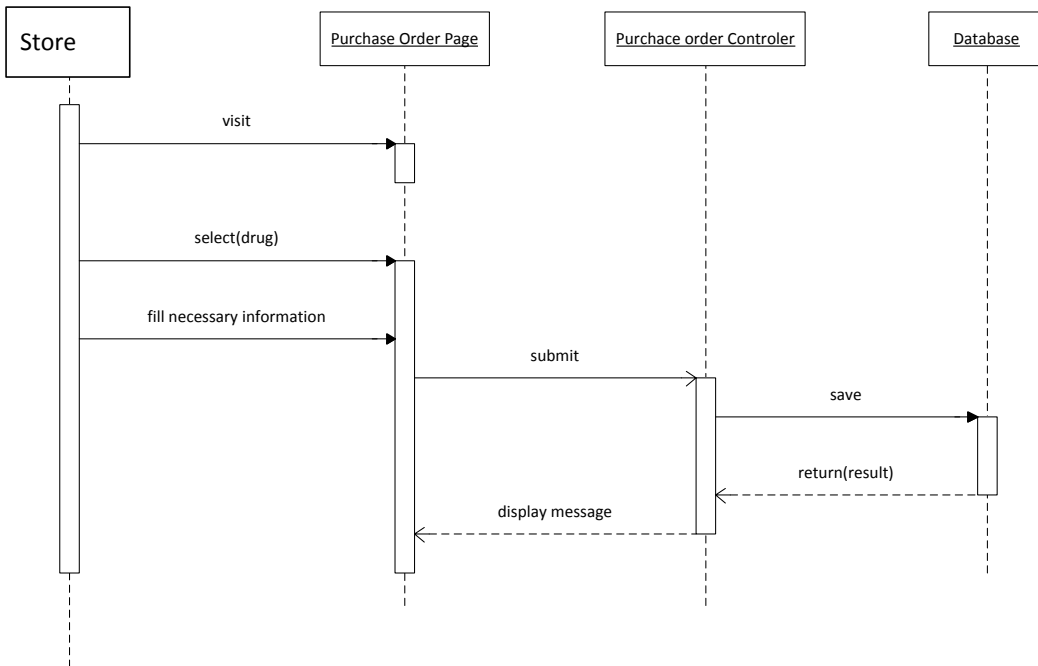 Store
Purchase Order Page
Purchace order Controler
Database
visit
select(drug)
fill necessary information
submit
save
return(result)
display message